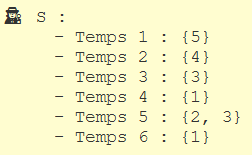 🕵 S :
- Temps 1 : {5}
- Temps 2 : {4}
- Temps 3 : {3}
- Temps 4 : {1}
- Temps 5 : {2, 3}
- Temps 6 : {1}